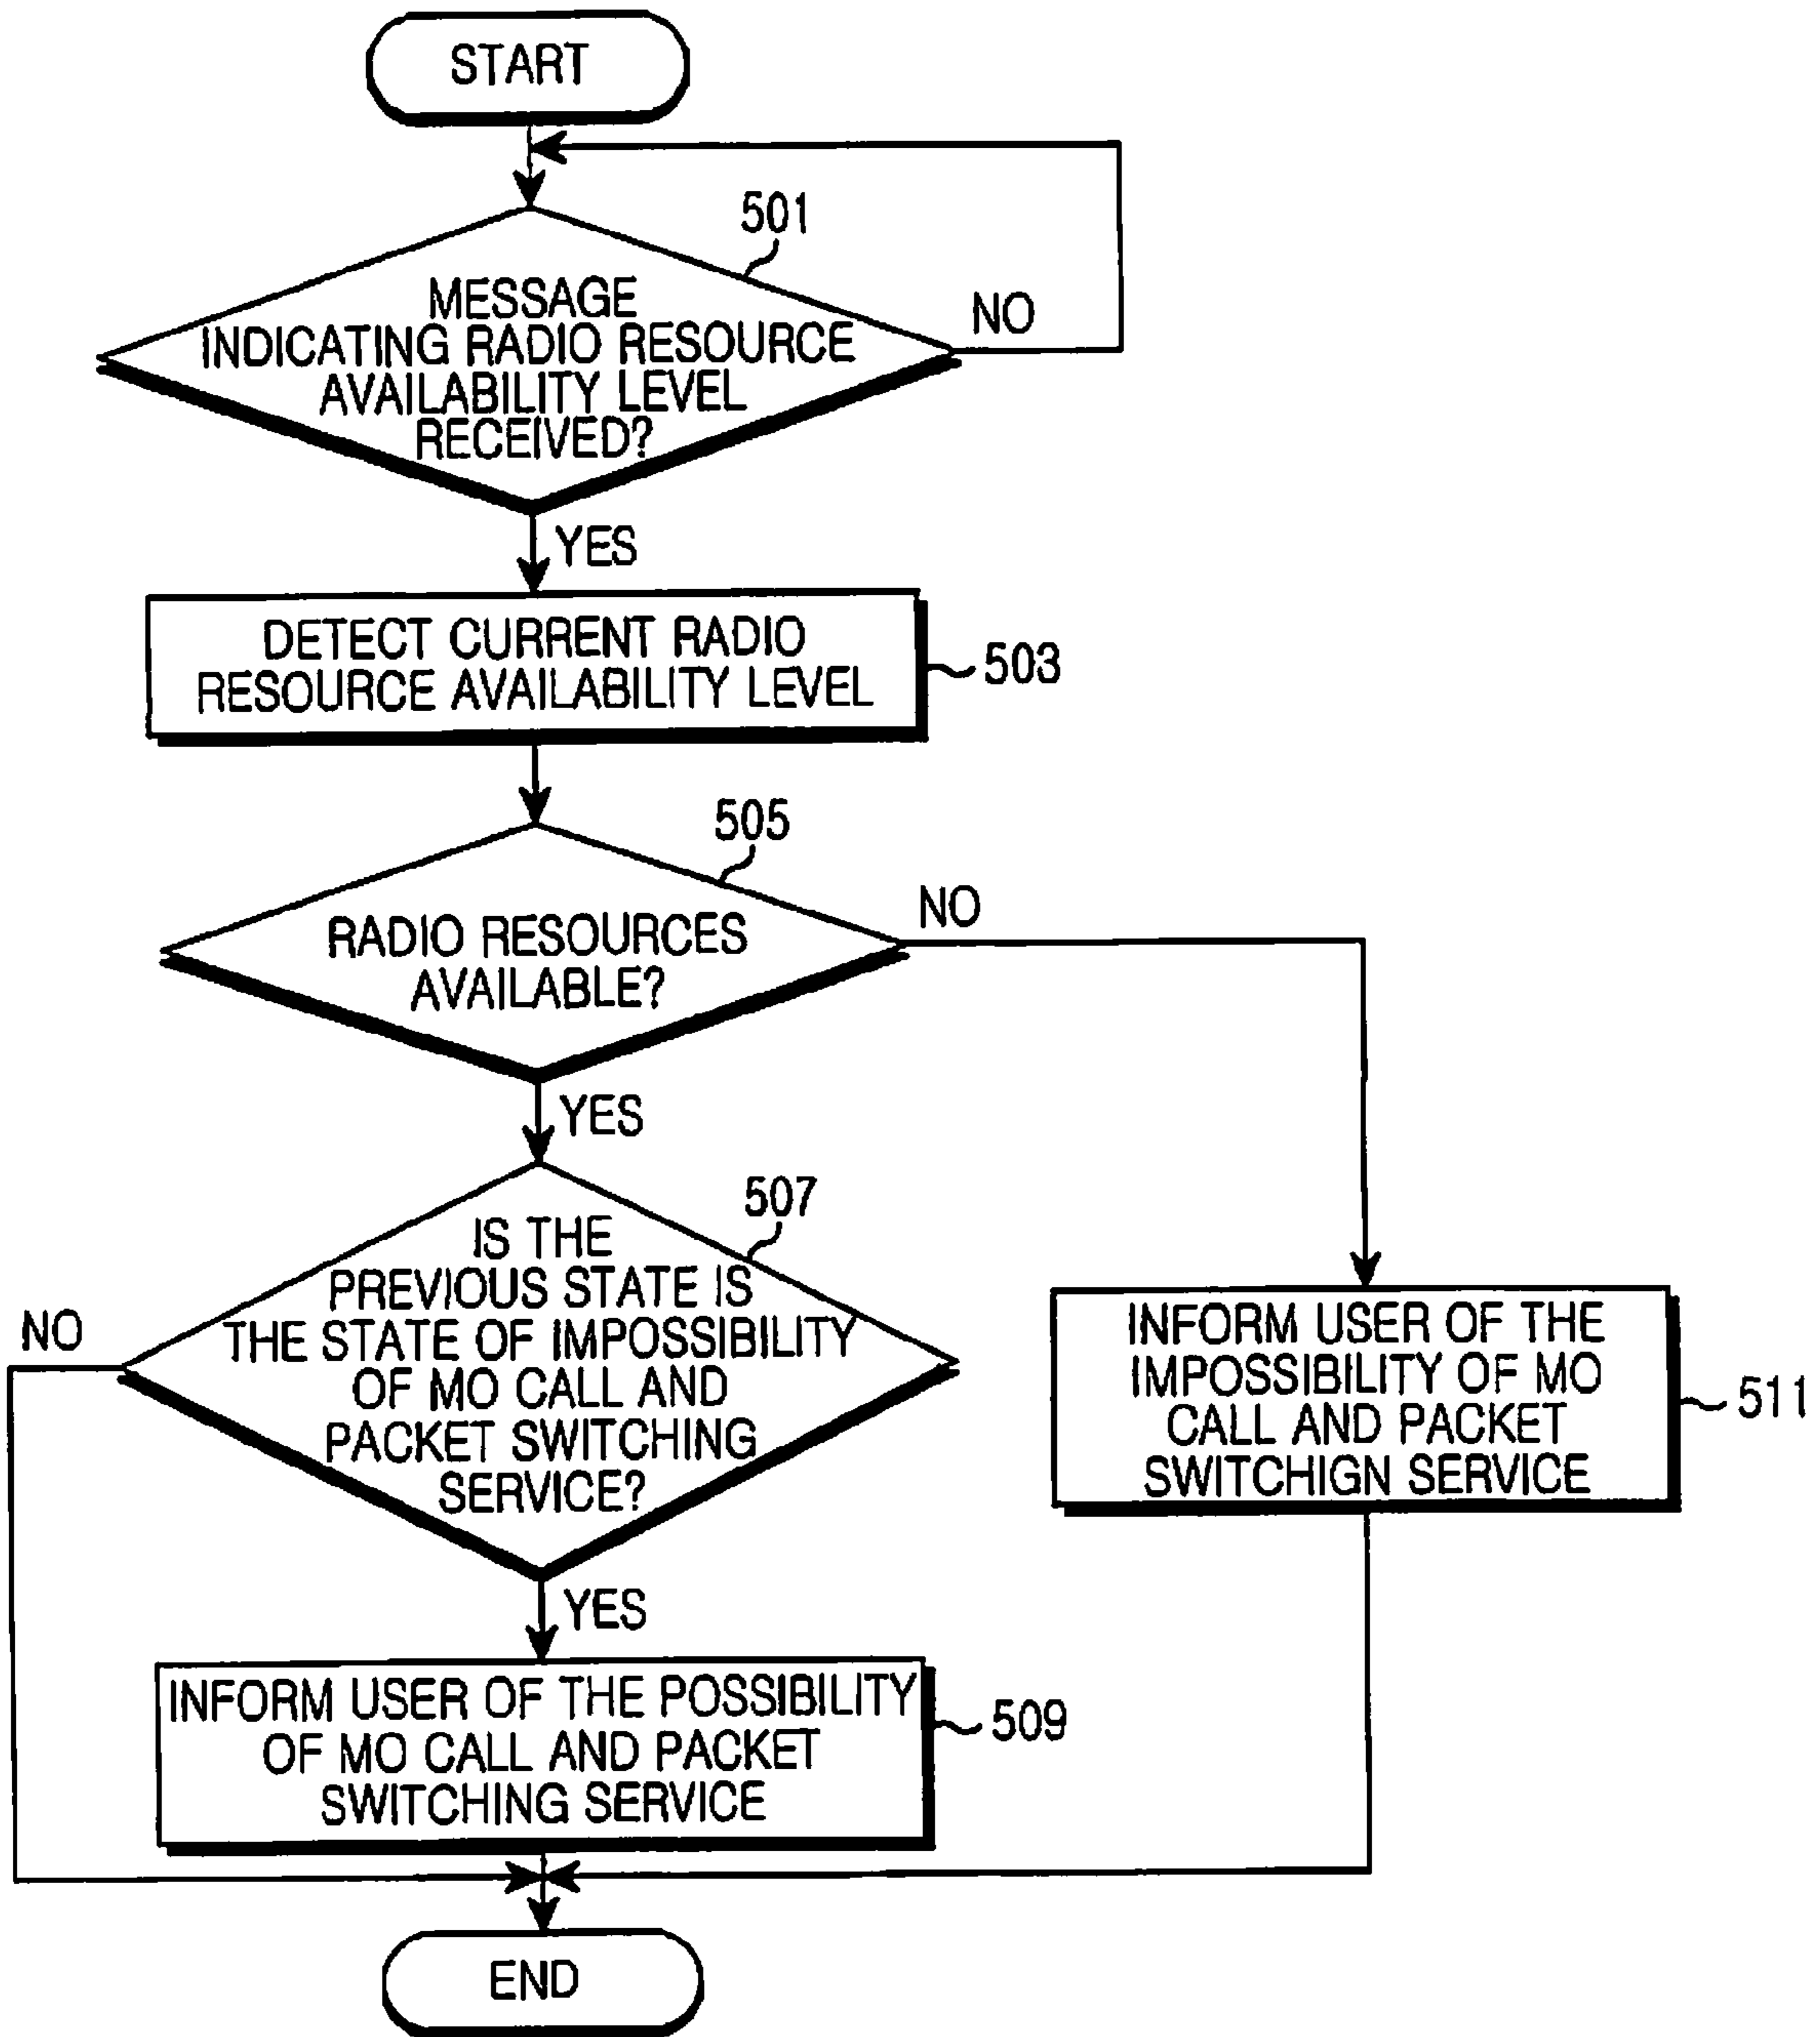 START
501
MESSAGE
INDICATING RADIO RESOURCE
AVAILABILITY LEVEL
RECEIVED?
NO
YES
DETECT CURRENT RADIO
RESOURCE AVAILABILITY LEVEL
503
505
RADIO RESOURCES
AVAILABLE?
NO
YES
507
IS THE
PREVIOUS STATE IS
THE STATE OF IMPOSSIBILITY
OF MO CALL AND
PACKET SWITCHING
SERVICE?
NO
YES
INFORM USER OF THE
IMPOSSIBILITY OF MO
CALL AND PACKET
SWITCHIGN SERVICE
511
INFORM USER OF THE POSSIBILITY
OF MO CALL AND PACKET
SWITCHING SERVICE
509
END